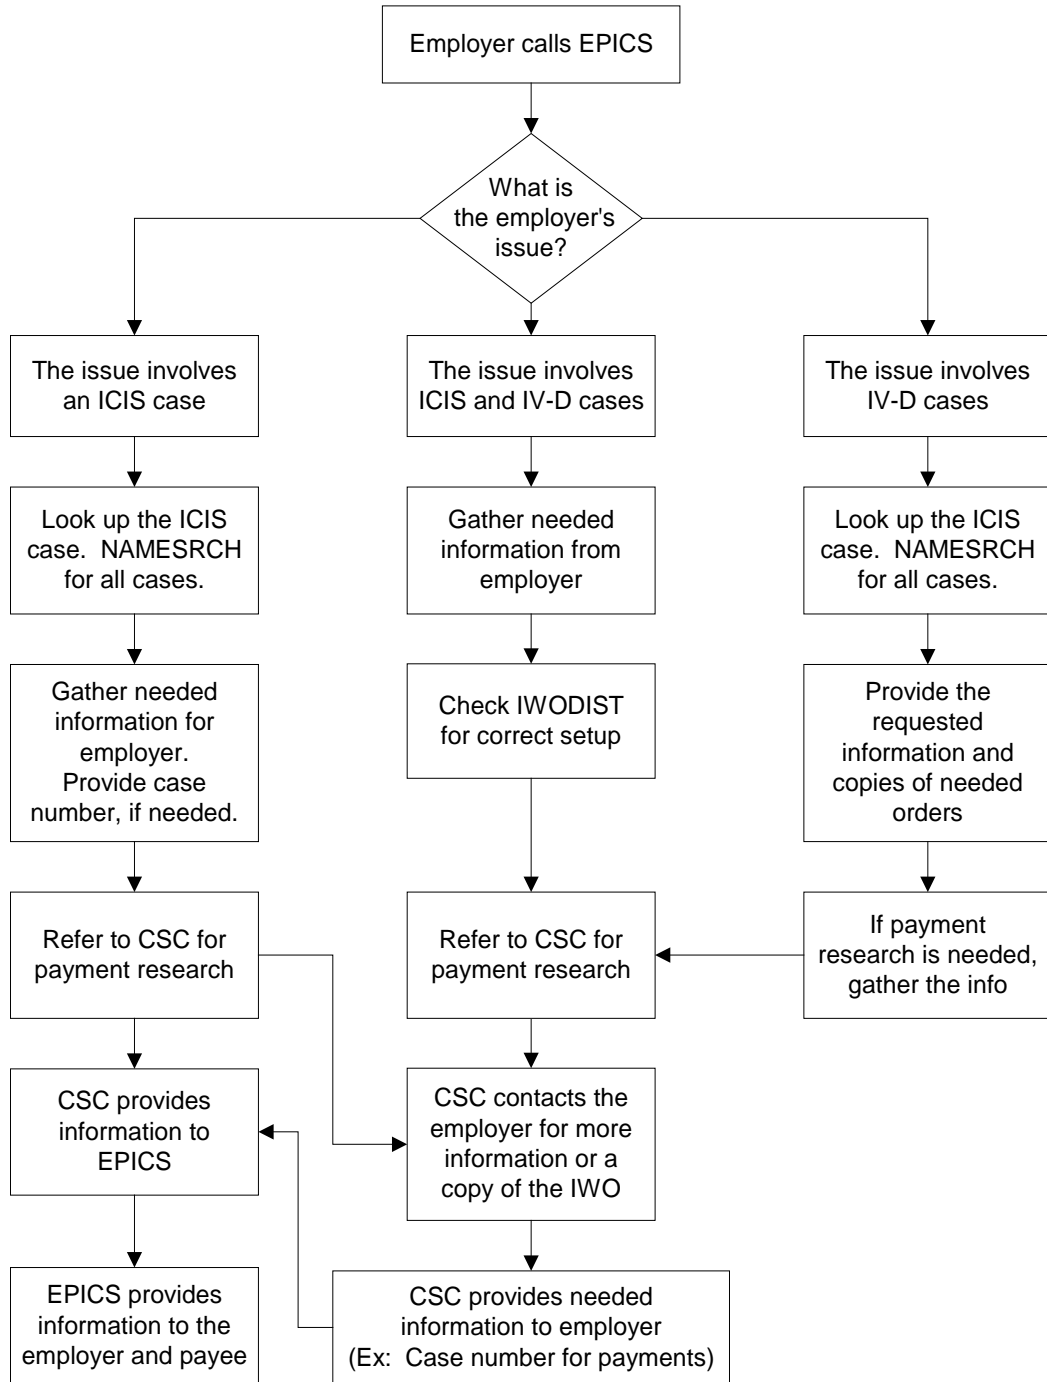 Employer calls EPICS
What is
the employer's
issue?
The issue involves
an ICIS case
The issue involves
ICIS and IV-D cases
The issue involves
IV-D cases
Look up the ICIS
case.  NAMESRCH
for all cases.
Gather needed
information from
employer
Look up the ICIS
case.  NAMESRCH
for all cases.
Gather needed
information for
employer.
Provide case
number, if needed.
Check IWODIST
for correct setup
Provide the
requested
information and
copies of needed
orders
Refer to CSC for
payment research
Refer to CSC for
payment research
If payment
research is needed,
gather the info
CSC provides
information to
EPICS
CSC contacts the
employer for more
information or a
copy of the IWO
EPICS provides
information to the
employer and payee
CSC provides needed
information to employer
(Ex:  Case number for payments)